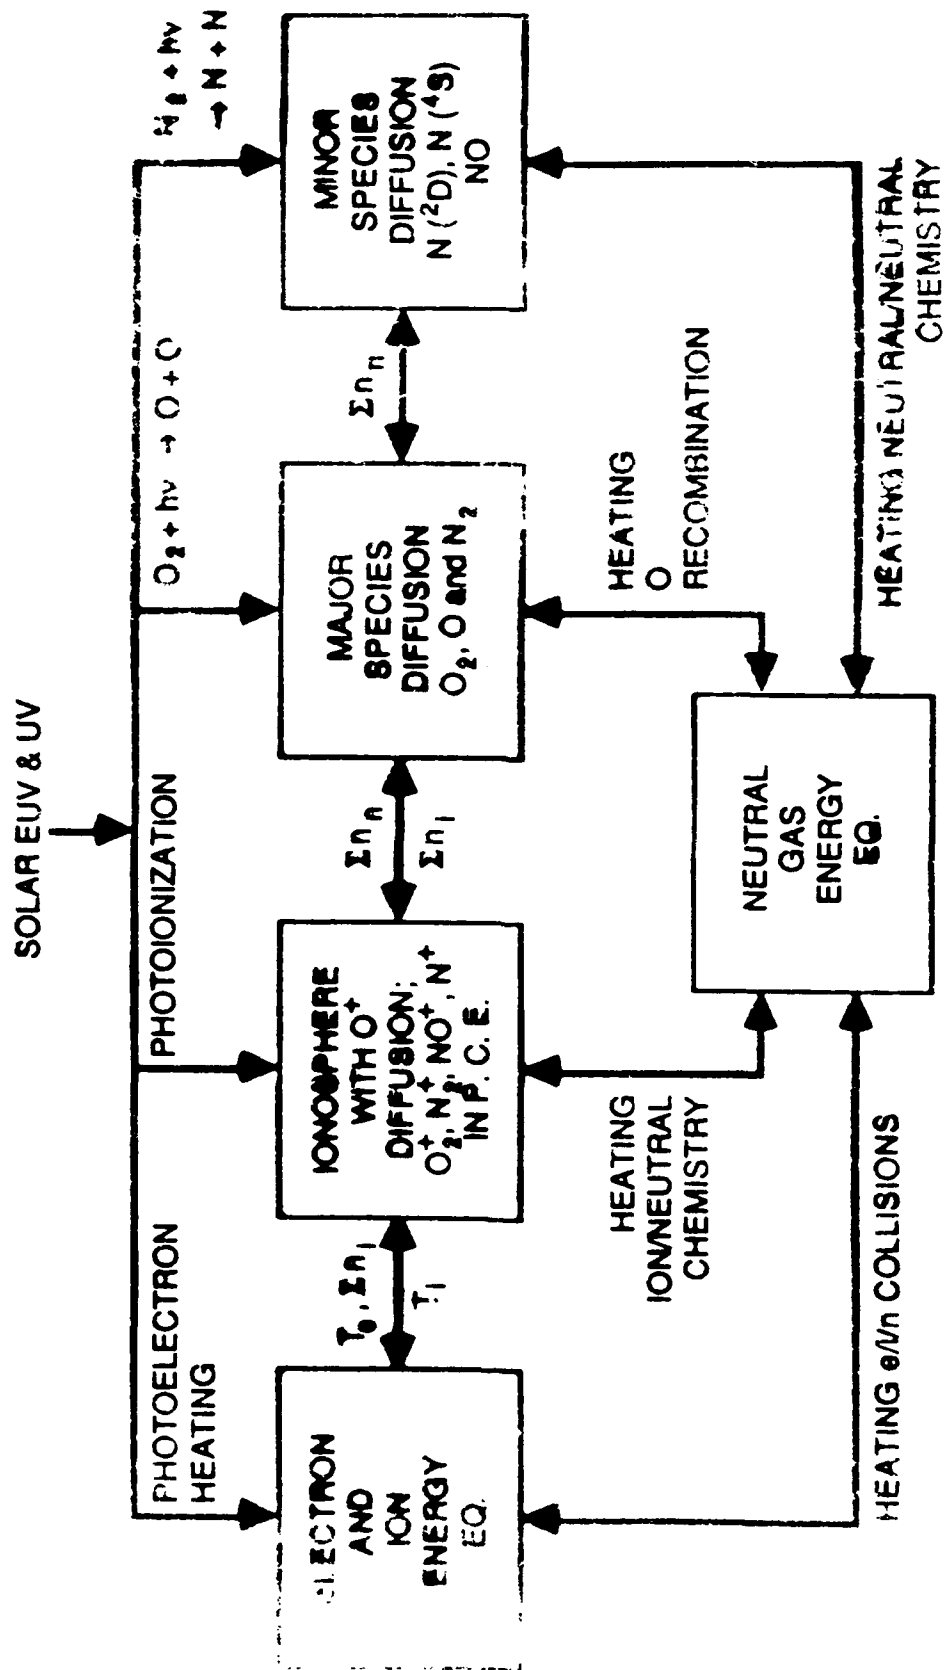 SOLAR EUV & UV
PHOTOELECTRON
HEATING
PHOTOIONIZATION
O₂ + hν → O + O
N₂ + hν
→ N + N
ELECTRON
AND
ION
ENERGY
EQ.
Tₑ, Σnᵢ
Tᵢ
IONOSPHERE
WITH O⁺
DIFFUSION;
O₂⁺, N₂⁺, NO⁺, N⁺
IN P. C. E.
Σnₙ
Σnᵢ
MAJOR
SPECIES
DIFFUSION
O₂, O and N₂
Σnₙ
MINOR
SPECIES
DIFFUSION
N (²D), N (⁴S)
NO
HEATING
ION/NEUTRAL
CHEMISTRY
HEATING
O
RECOMBINATION
NEUTRAL
GAS
ENERGY
EQ.
HEATING e/i/n COLLISIONS
HEATING NEUTRAL/NEUTRAL
CHEMISTRY